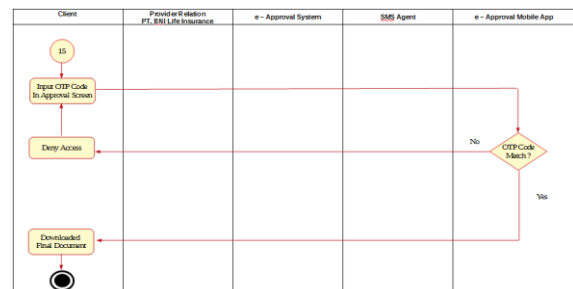 Client
Provider Relation
PT. BNI Life Insurance
e – Approval System
SMS Agent
e – Approval Mobile App
15
Input OTP Code
In Approval Screen
Deny Access
No
OTP Code
Match ?
Yes
Downloaded
Final Document